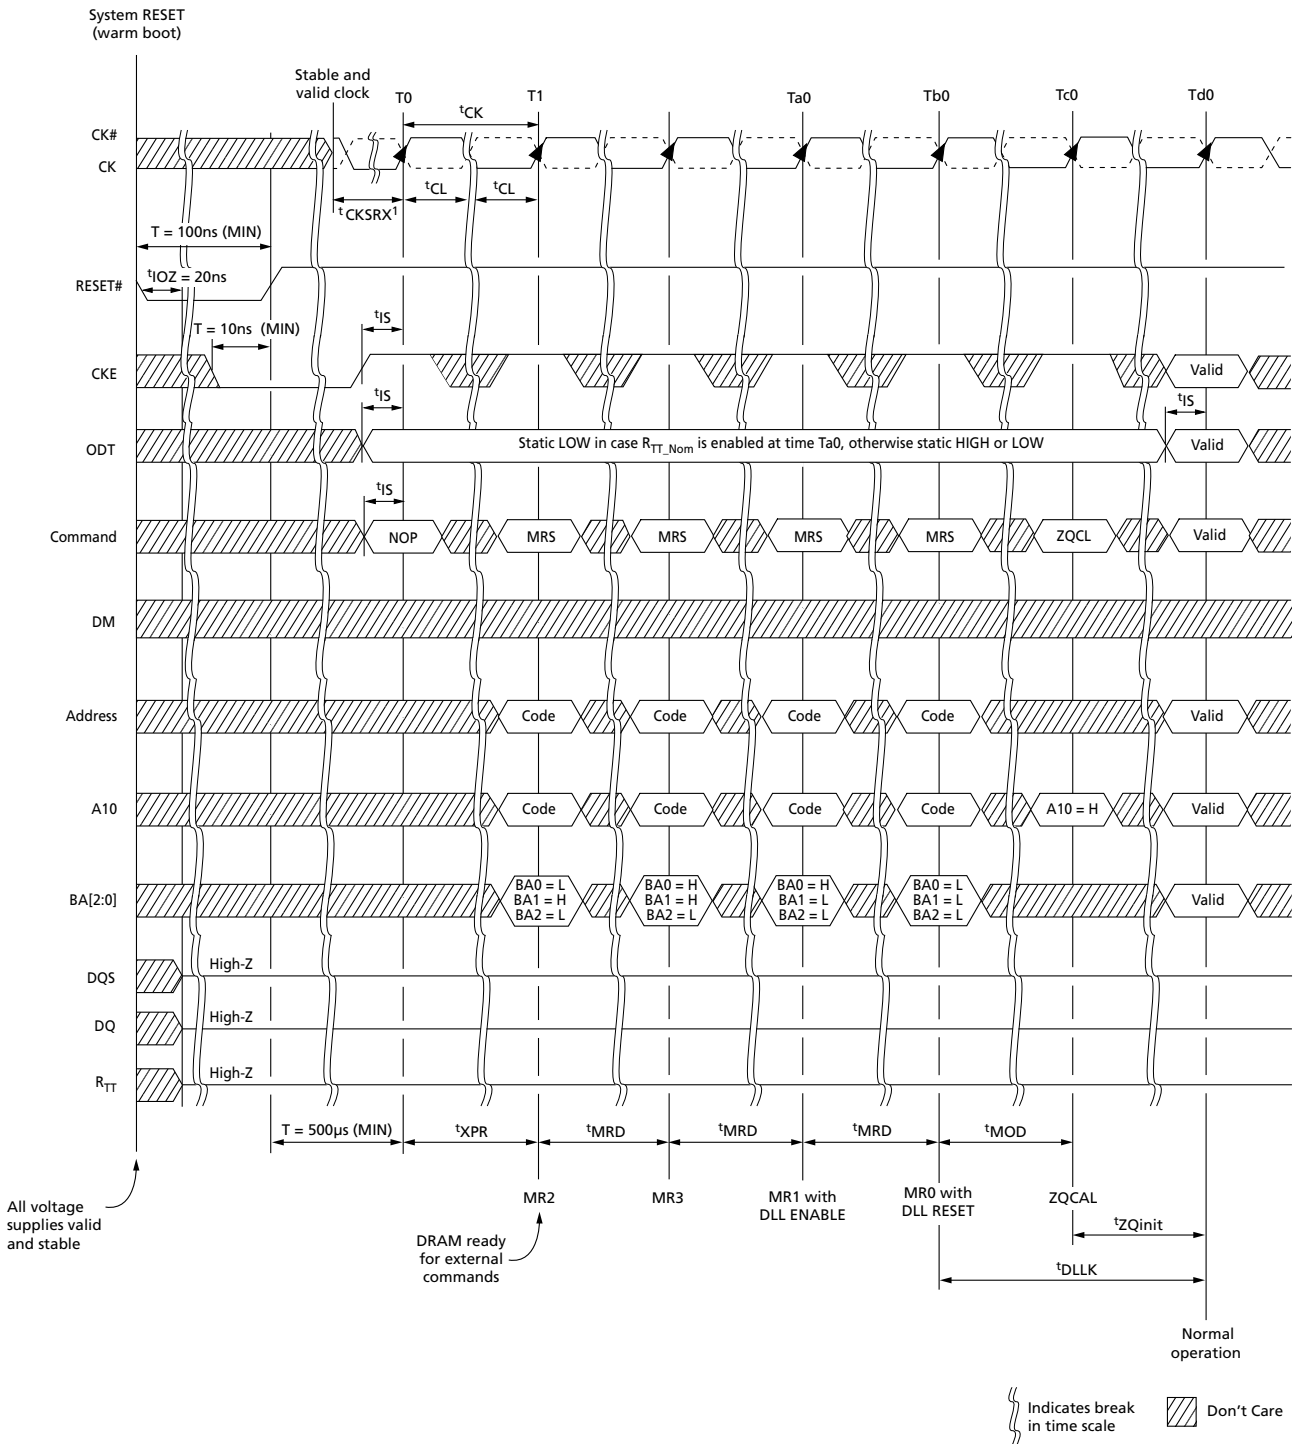 System RESET
(warm boot)
Stable and
valid clock
T0
T1
Ta0
Tb0
Tc0
Td0
tCK
CK#
CK
tCKSRX1
tCL
tCL
T = 100ns (MIN)
tIOZ = 20ns
RESET#
T = 10ns (MIN)
tIS
CKE
Valid
tIS
tIS
ODT
Static LOW in case RTT_Nom is enabled at time Ta0, otherwise static HIGH or LOW
Valid
tIS
Command
NOP
MRS
MRS
MRS
MRS
ZQCL
Valid
DM
Address
Code
Code
Code
Code
Valid
A10
Code
Code
Code
Code
A10 = H
Valid
BA[2:0]
BA0 = L
BA1 = H
BA2 = L
BA0 = H
BA1 = H
BA2 = L
BA0 = H
BA1 = L
BA2 = L
BA0 = L
BA1 = L
BA2 = L
Valid
DQS
High-Z
DQ
High-Z
RTT
High-Z
T = 500µs (MIN)
tXPR
tMRD
tMRD
tMRD
tMOD
All voltage
supplies valid
and stable
MR2
MR3
MR1 with
DLL ENABLE
MR0 with
DLL RESET
ZQCAL
tZQinit
DRAM ready
for external
commands
tDLLK
Normal
operation
Indicates break
in time scale
Don't Care